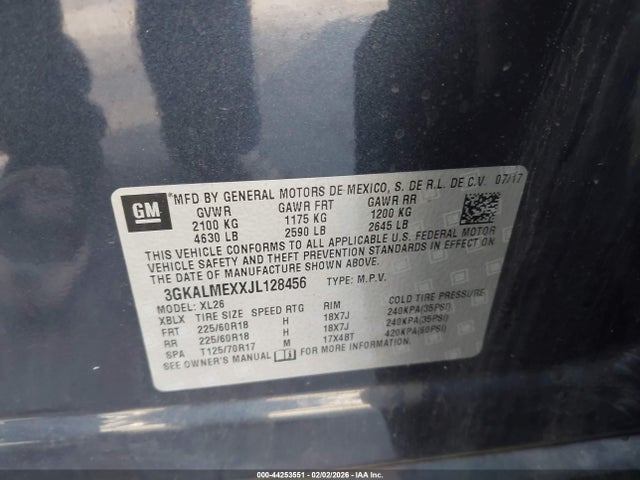 GM
*MFD BY GENERAL MOTORS DE MEXICO, S. DE R.L. DE C.V. 07/17
GVWR GAWR FRT GAWR RR
2100 KG 1175 KG 1200 KG
4630 LB 2590 LB 2645 LB
THIS VEHICLE CONFORMS TO ALL APPLICABLE U.S. FEDERAL MOTOR
VEHICLE SAFETY AND THEFT PREVENTION STANDARDS IN EFFECT ON
THE DATE OF MANUFACTURE SHOWN ABOVE.
3GKALMEXXJL128456 TYPE: M.P.V.
MODEL: XL26
XBLX TIRE SIZE SPEED RTG RIM COLD TIRE PRESSURE
FRT 225/60R18 H 18X7J 240KPA(35PSI)
RR 225/60R18 H 18X7J 240KPA(35PSI)
SPA T125/70R17 M 17X4BT 420KPA(60PSI)
SEE OWNER'S MANUAL FOR MORE INFORMATION.
000-44253551 - 02/02/2026 - IAA Inc.